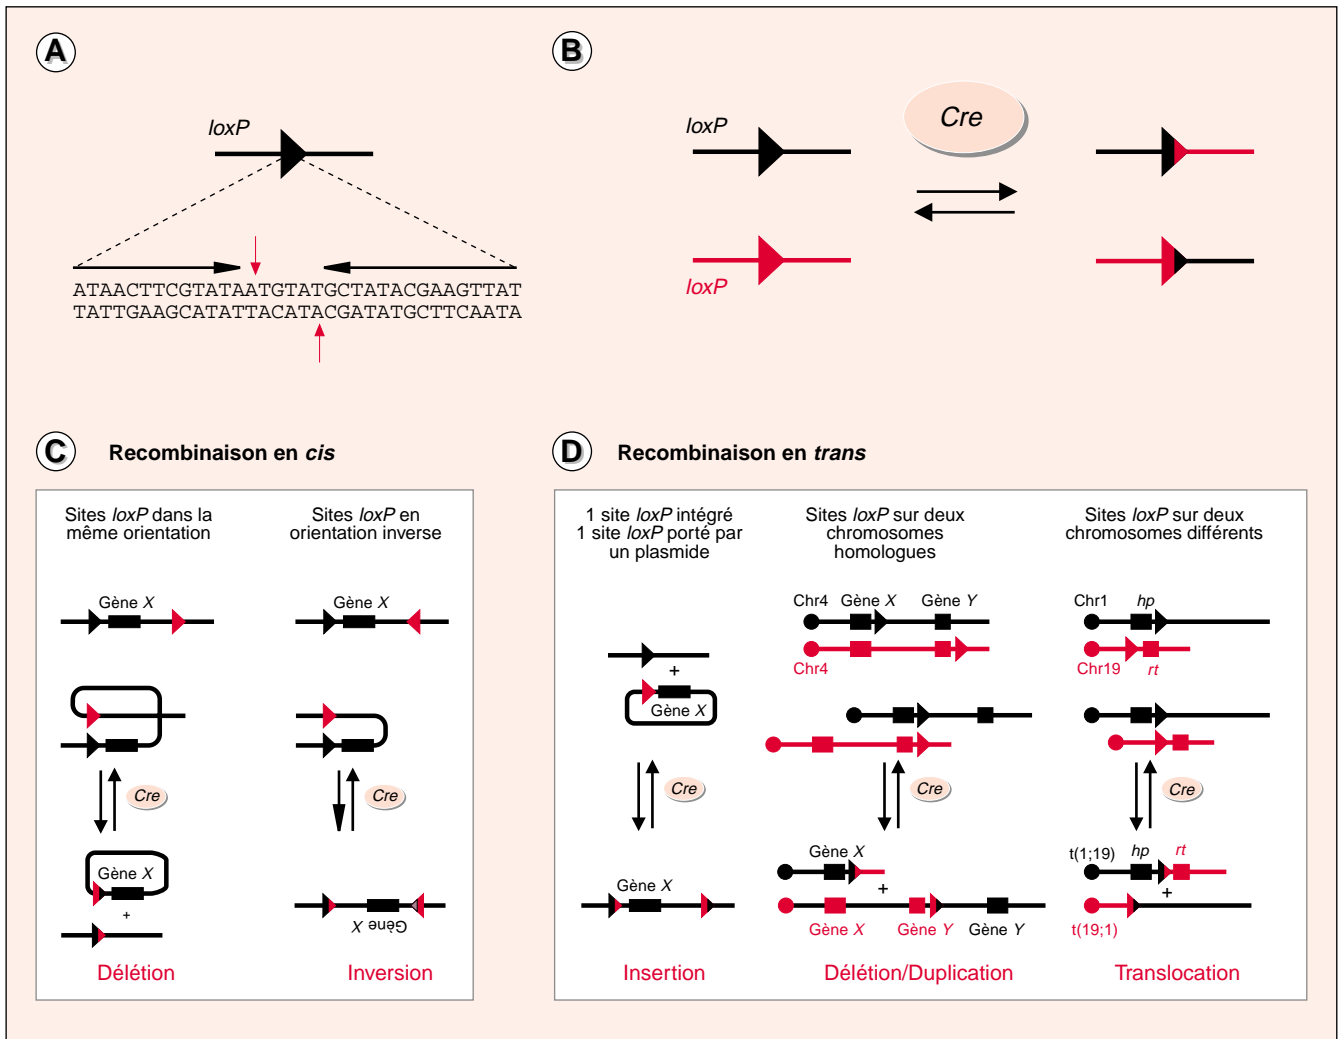 A
loxP
ATAACTTCGTATAATGTATGCTATACGAAGTTAT
TATTGAAGCATATTACATACGATATGCTTCAATA
B
loxP
Cre
loxP
C Recombinaison en cis
Sites loxP dans la
même orientation
Gène X
Cre
Gène X
+
Délétion
Sites loxP en
orientation inverse
Gène X
Cre
Gène X
Inversion
D Recombinaison en trans
1 site loxP intégré
1 site loxP porté par
un plasmide
+
Gène X
Cre
Gène X
Insertion
Sites loxP sur deux
chromosomes
homologues
Chr4 Gène X Gène Y
Chr4
Cre
Gène X
+
Gène X Gène Y Gène Y
Délétion/Duplication
Sites loxP sur deux
chromosomes différents
Chr1 hp
Chr19 rt
Cre
t(1;19) hp rt
+
t(19;1)
Translocation